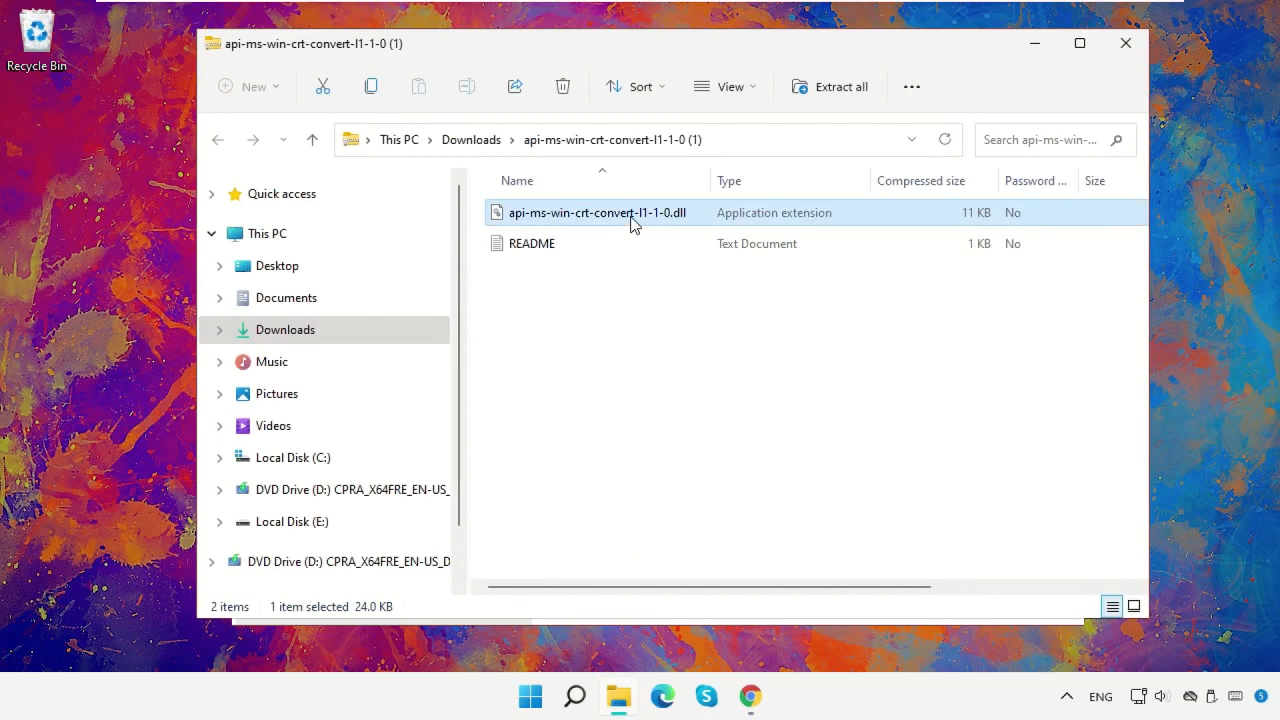 Recycle Bin
api-ms-win-crt-convert-l1-1-0 (1)
New
Sort
View
Extract all
This PC
Downloads
api-ms-win-crt-convert-l1-1-0 (1)
Search api-ms-win-...
Quick access
This PC
Desktop
Documents
Downloads
Music
Pictures
Videos
Local Disk (C:)
DVD Drive (D:) CPRA_X64FRE_EN-US_
Local Disk (E:)
DVD Drive (D:) CPRA_X64FRE_EN-US_D
Name Type Compressed size Password ... Size
api-ms-win-crt-convert-l1-1-0.dll Application extension 11 KB No
README Text Document 1 KB No
2 items 1 item selected 24.0 KB
ENG
5